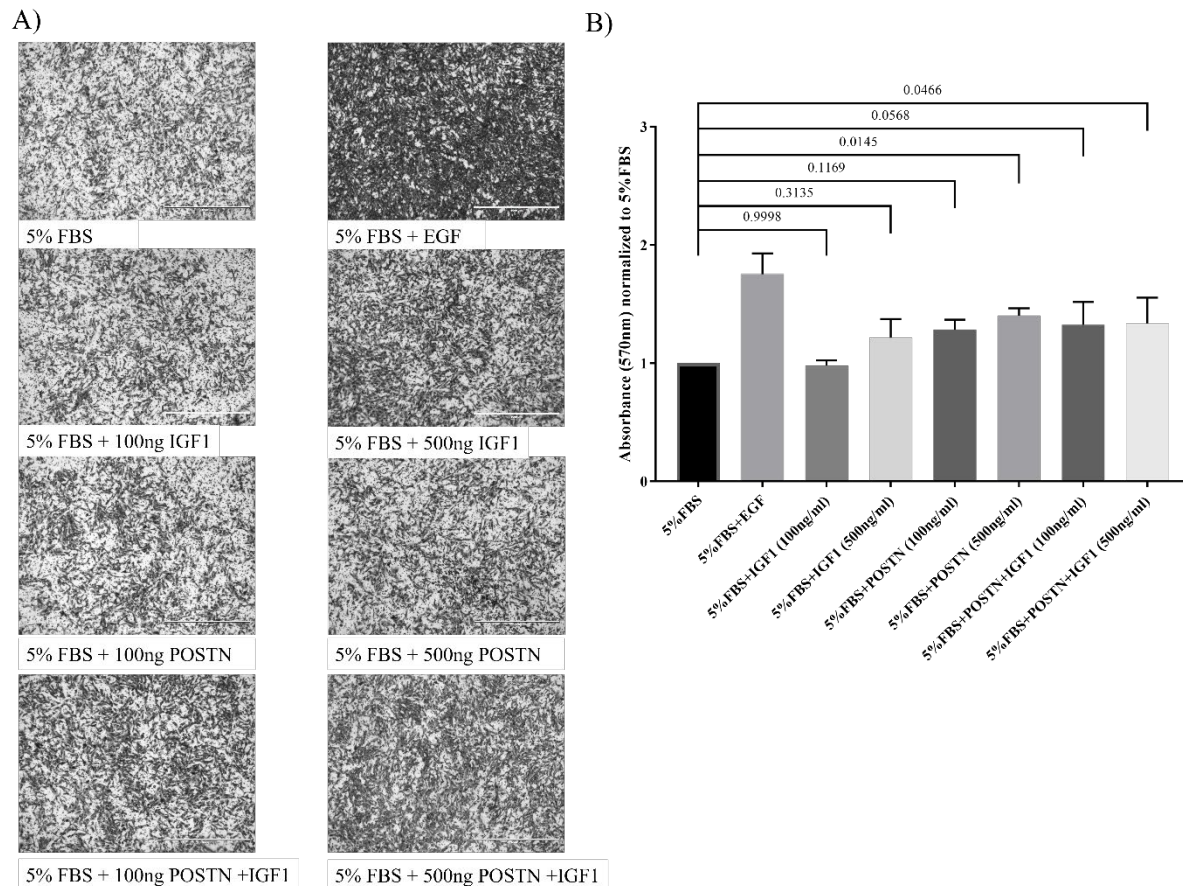 A)
5% FBS
5% FBS + EGF
5% FBS + 100ng IGF1
5% FBS + 500ng IGF1
5% FBS + 100ng POSTN
5% FBS + 500ng POSTN
5% FBS + 100ng POSTN +IGF1
5% FBS + 500ng POSTN +IGF1
B)
0.0466
0.0568
0.0145
0.1169
0.3135
0.9998
Absorbance (570nm) normalized to 5%FBS
3
2
1
0
5%FBS
5%FBS+EGF
5%FBS+IGF1 (100ng/ml)
5%FBS+IGF1 (500ng/ml)
5%FBS+POSTN (100ng/ml)
5%FBS+POSTN (500ng/ml)
5%FBS+POSTN+IGF1 (100ng/ml)
5%FBS+POSTN+IGF1 (500ng/ml)